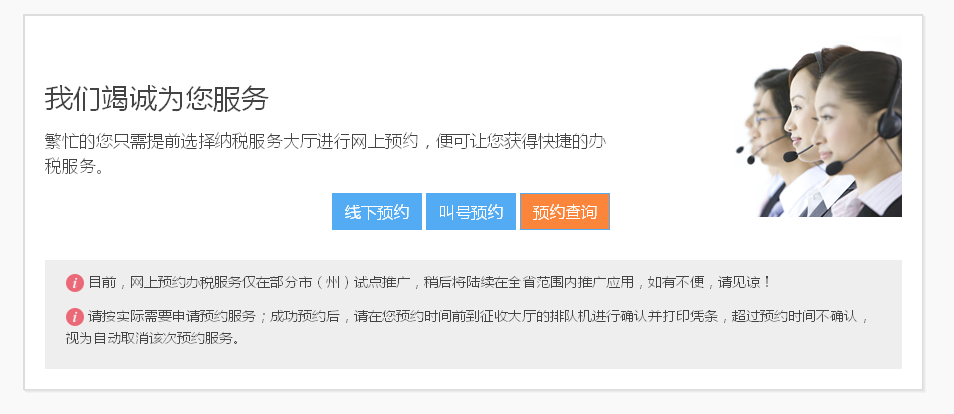 我们竭诚为您服务
繁忙的您只需提前选择纳税服务大厅进行网上预约，便可让您获得快捷的办
税服务。
线下预约 叫号预约 预约查询
目前，网上预约办税服务仅在部分市（州）试点推广，稍后将陆续在全省范围内推广应用，如有不便，请见谅！
请按实际需要申请预约服务；成功预约后，请在您预约时间前到征收大厅的排队机进行确认并打印凭条，超过预约时间不确认，
视为自动取消该次预约服务。